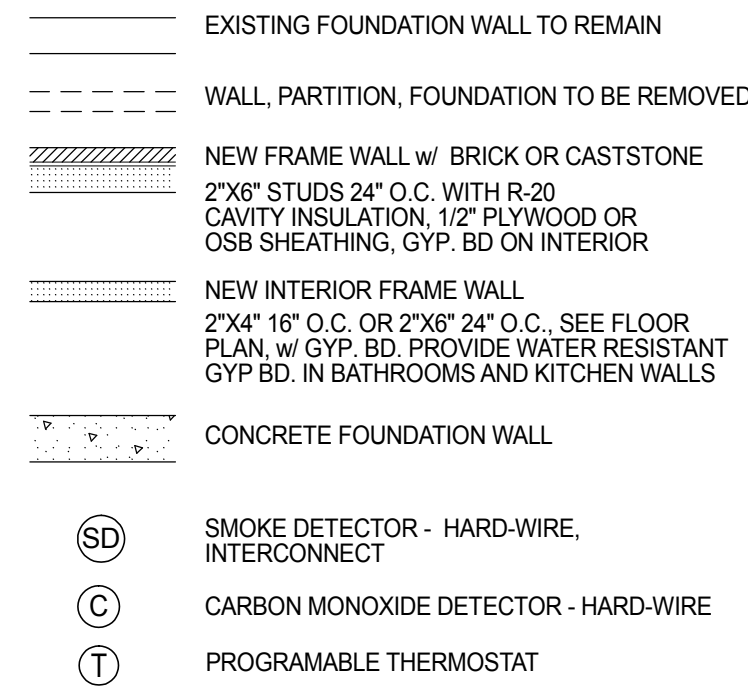 EXISTING FOUNDATION WALL TO REMAIN
WALL, PARTITION, FOUNDATION TO BE REMOVED
NEW FRAME WALL w/ BRICK OR CASTSTONE
2"X6" STUDS 24" O.C. WITH R-20
CAVITY INSULATION, 1/2" PLYWOOD OR
OSB SHEATHING, GYP. BD ON INTERIOR
NEW INTERIOR FRAME WALL
2"X4" 16" O.C. OR 2"X6" 24" O.C., SEE FLOOR
PLAN, w/ GYP. BD. PROVIDE WATER RESISTANT
GYP BD. IN BATHROOMS AND KITCHEN WALLS
CONCRETE FOUNDATION WALL
SD SMOKE DETECTOR - HARD-WIRE,
INTERCONNECT
C CARBON MONOXIDE DETECTOR - HARD-WIRE
T PROGRAMABLE THERMOSTAT